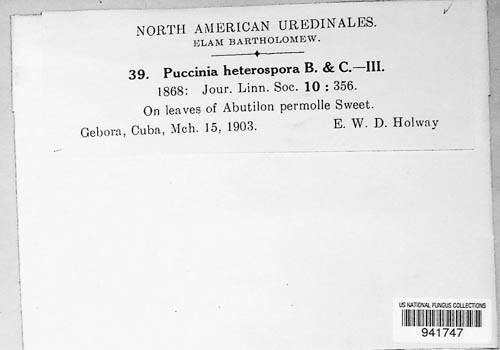 NORTH AMERICAN UREDINALES.
ELAM BARTHOLOMEW.
39. Puccinia heterospora B. & C.—III.
1868: Jour. Linn. Soc. 10 : 356.
On leaves of Abutilon permolle Sweet.
Gebora, Cuba, Mch. 15, 1903. E. W. D. Holway
US NATIONAL FUNGUS COLLECTIONS
941747